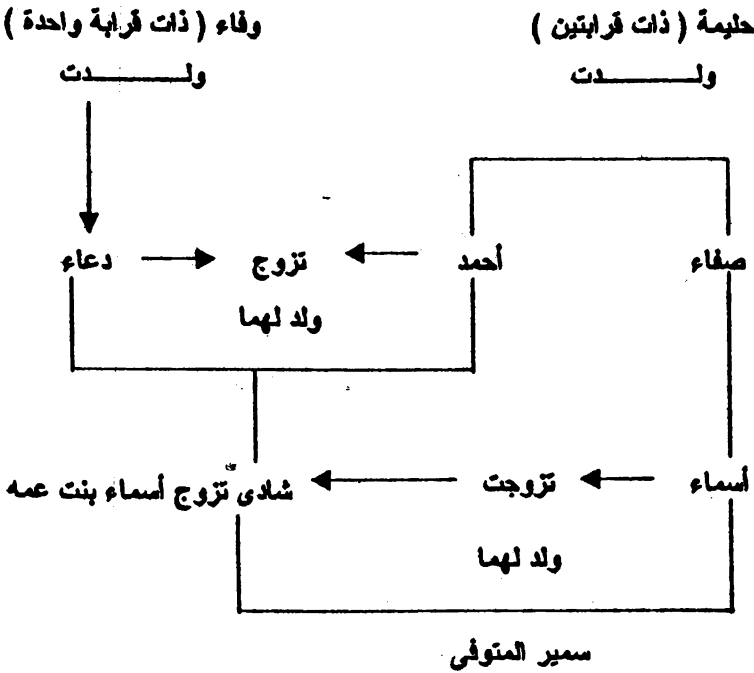 حليمة ( ذات قرابتين ) وفاء ( ذات قرابة واحدة )
ولـــــــدت ولـــــــدت
صفاء أحمد تزوج دعاء
ولد لهما
أسماء تزوجت شادى تزوج أسماء بنت عمه
ولد لهما
سمير المتوفى